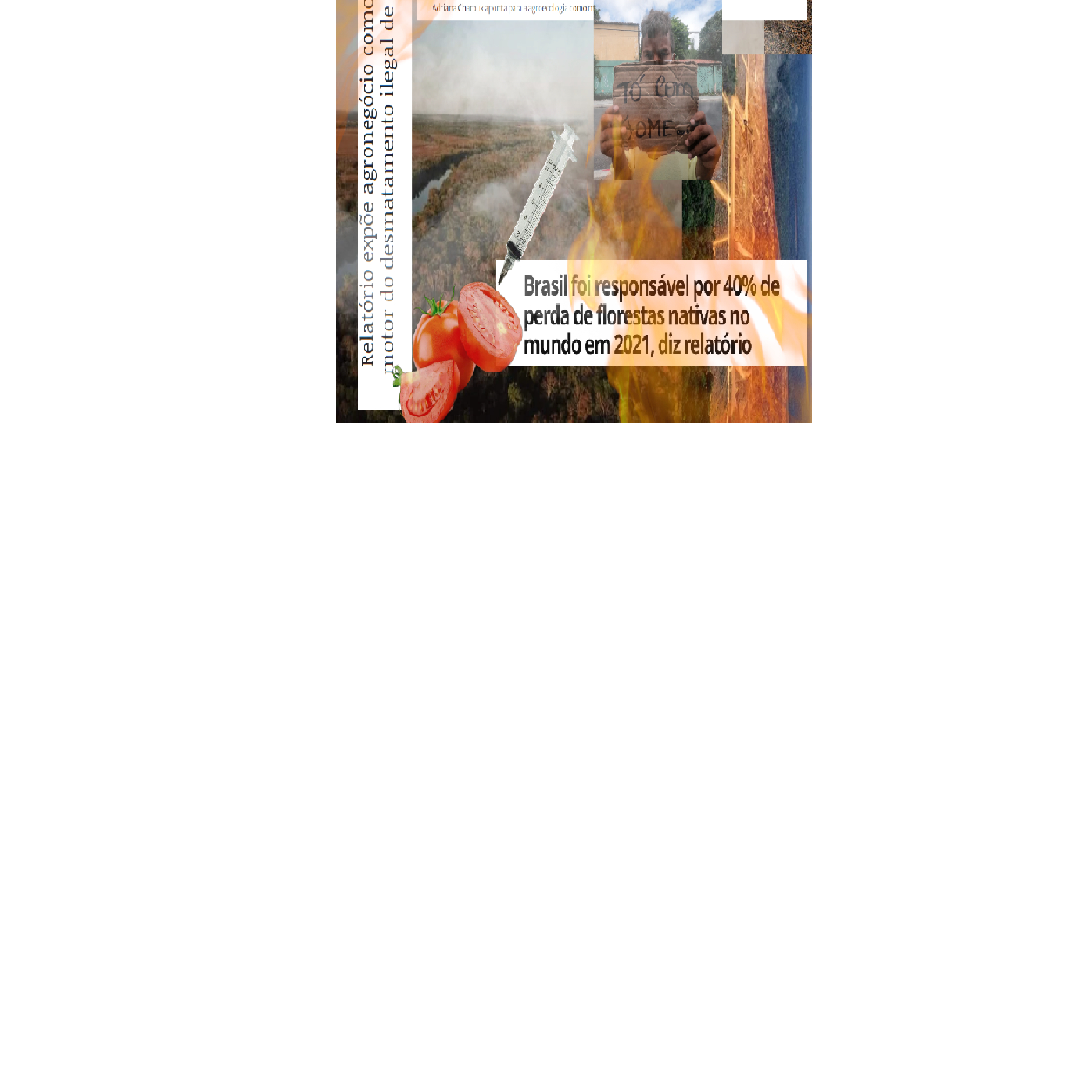 Relatório expõe agronegócio como
motor do desmatamento ilegal de
TÔ COM
FOME
Brasil foi responsável por 40% de
perda de florestas nativas no
mundo em 2021, diz relatório